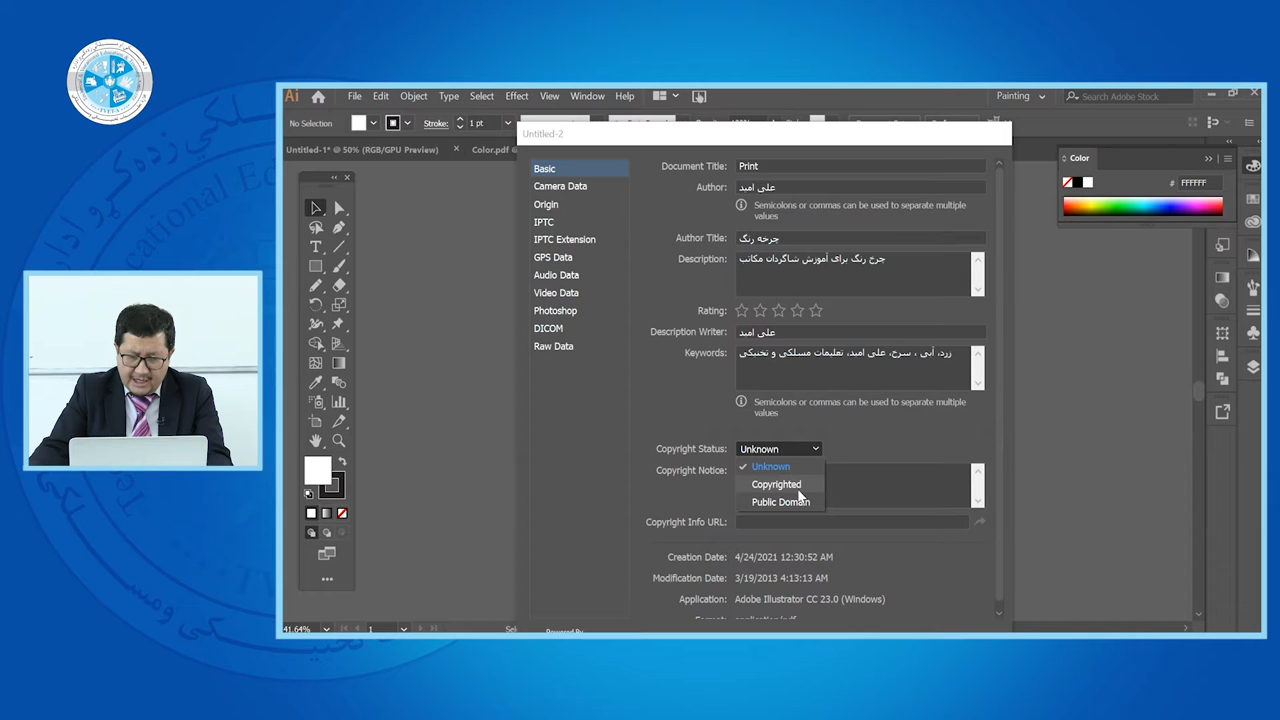 Ai File Edit Object Type Select Effect View Window Help Painting Search Adobe Stock
No Selection Stroke: 1 pt
Untitled-2
Untitled-1* @ 50% (RGB/GPU Preview) × Color.pdf @
Color
# FFFFFF
Basic
Camera Data
Origin
IPTC
IPTC Extension
GPS Data
Audio Data
Video Data
Photoshop
DICOM
Raw Data
Document Title: Print
Author: علی امید
Semicolons or commas can be used to separate multiple
values
Author Title: چرخه رنگ
Description: چرخ رنگ برای آموزش شاگردان مکاتب
Rating:
Description Writer: علی امید
Keywords: زرد، آبی ، سرخ، علی امید، تعلیمات مسلکی و تخنیکی
Semicolons or commas can be used to separate multiple
values
Copyright Status: Unknown
Unknown
Copyrighted
Public Domain
Copyright Notice:
Copyright Info URL:
Creation Date: 4/24/2021 12:30:52 AM
Modification Date: 3/19/2013 4:13:13 AM
Application: Adobe Illustrator CC 23.0 (Windows)
41.64% 1